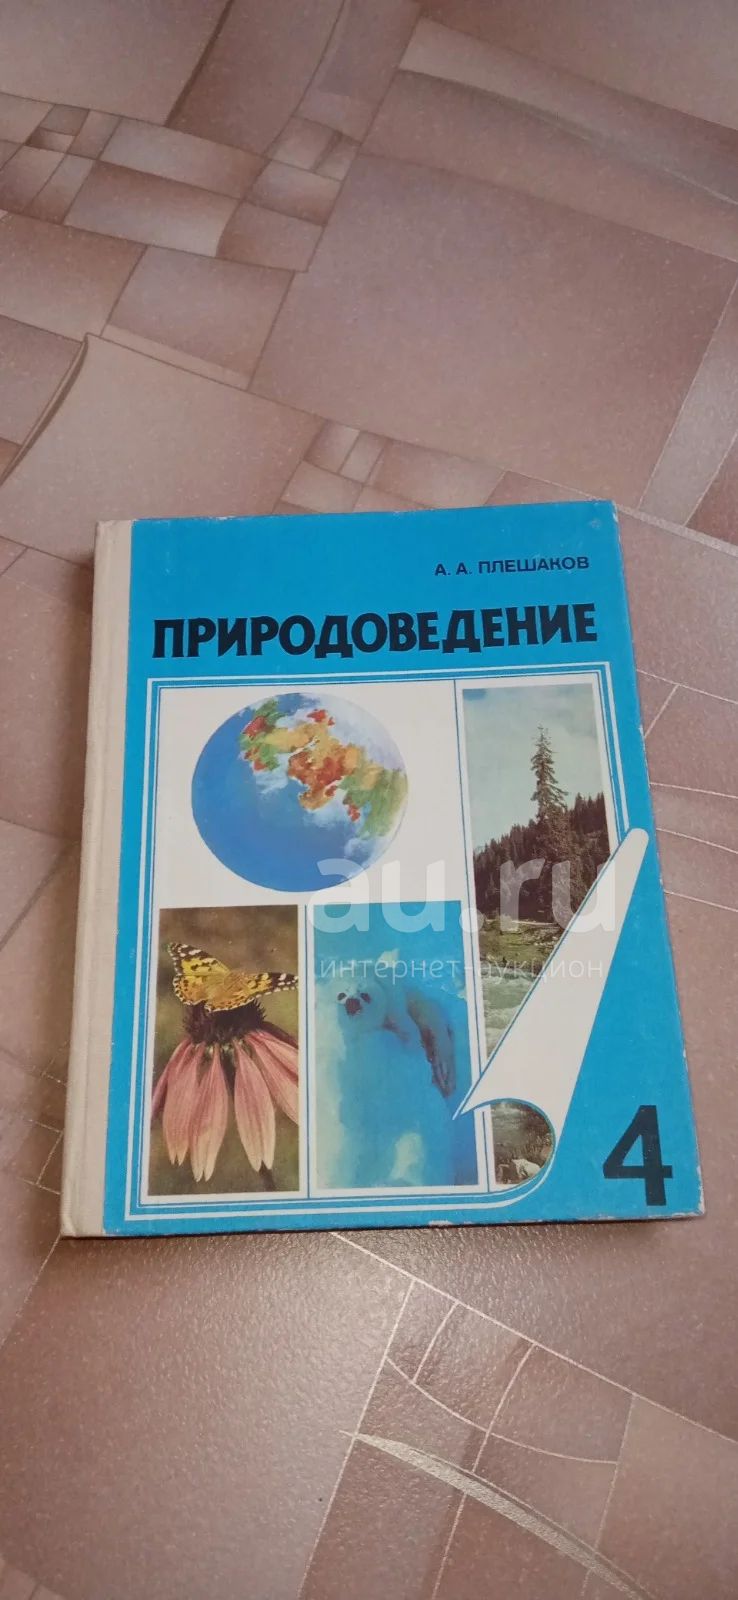 А. А. ПЛЕШАКОВ
ПРИРОДОВЕДЕНИЕ
au.ru
интернет-аукцион
4